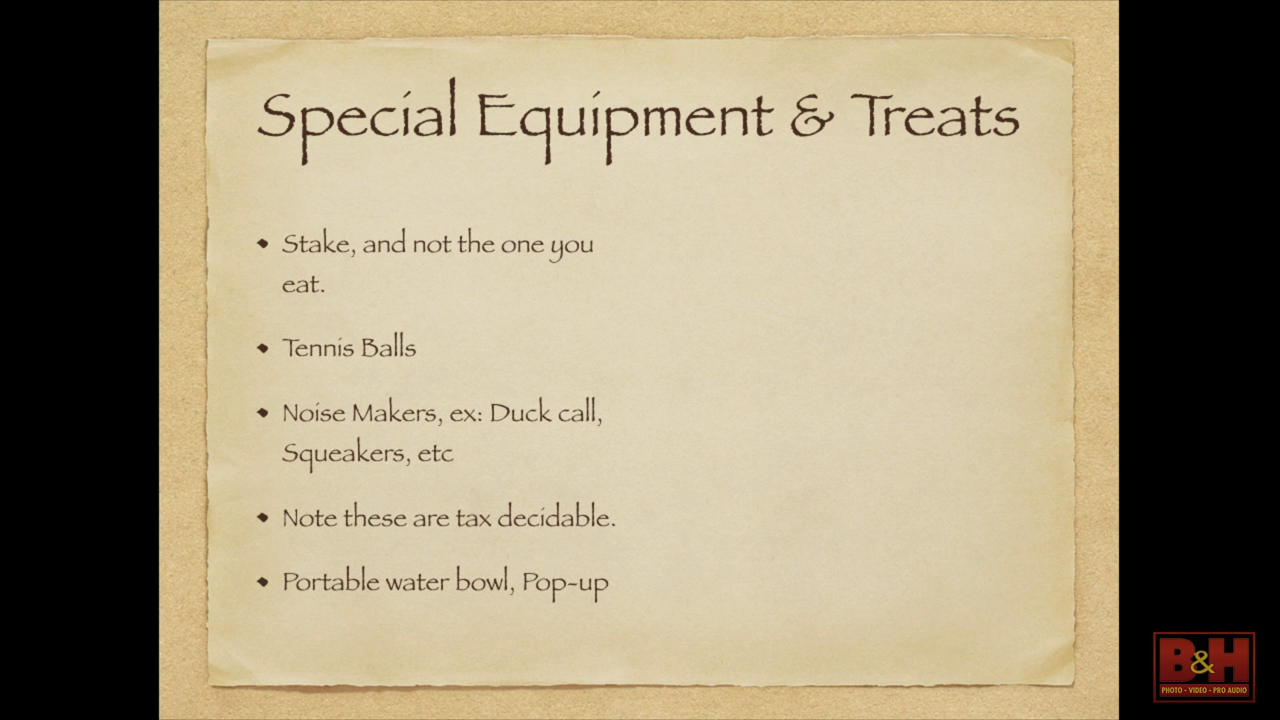 Special Equipment & Treats
• Stake, and not the one you
eat.
• Tennis Balls
• Noise Makers, ex: Duck call,
Squeakers, etc
• Note these are tax decidable.
• Portable water bowl, Pop-up
B&H
PHOTO - VIDEO - PRO AUDIO